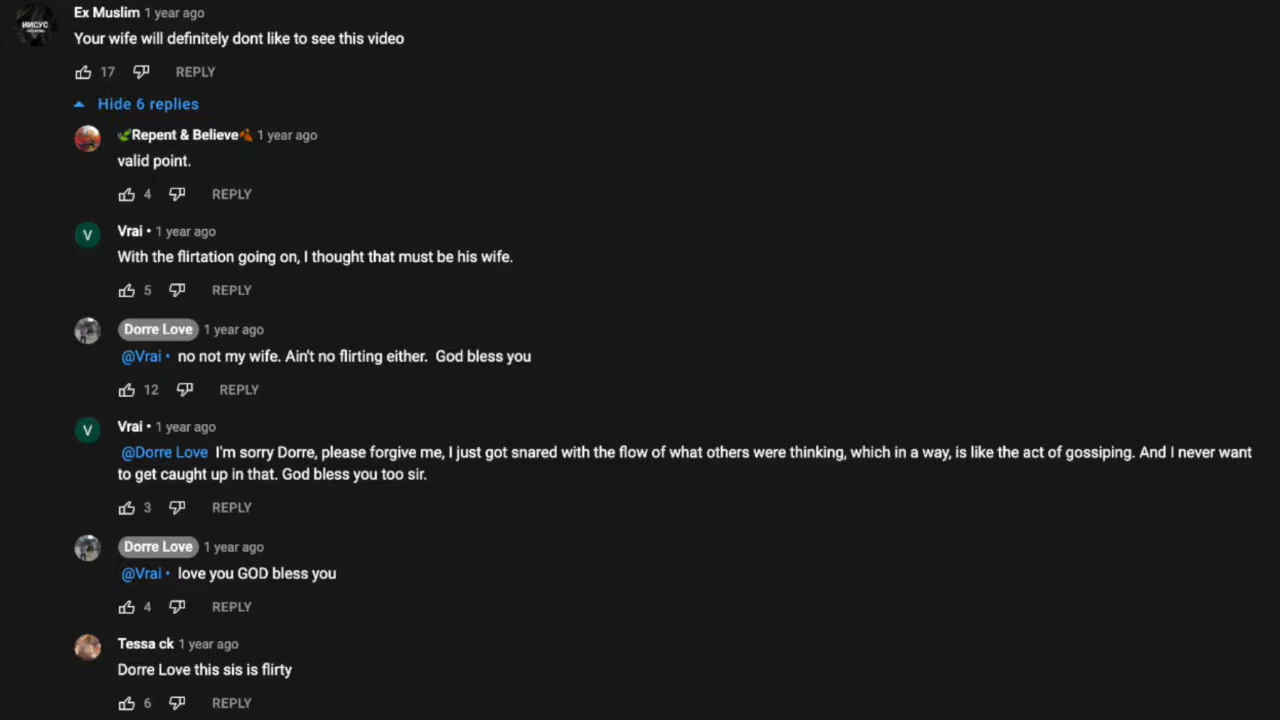 ИИСУС
Ex Muslim 1 year ago
Your wife will definitely dont like to see this video
17 REPLY
Hide 6 replies
🌿Repent & Believe🍂 1 year ago
valid point.
4 REPLY
V
Vrai • 1 year ago
With the flirtation going on, I thought that must be his wife.
5 REPLY
Dorre Love 1 year ago
@Vrai • no not my wife. Ain't no flirting either. God bless you
12 REPLY
V
Vrai • 1 year ago
@Dorre Love I'm sorry Dorre, please forgive me, I just got snared with the flow of what others were thinking, which in a way, is like the act of gossiping. And I never want
to get caught up in that. God bless you too sir.
3 REPLY
Dorre Love 1 year ago
@Vrai • love you GOD bless you
4 REPLY
Tessa ck 1 year ago
Dorre Love this sis is flirty
6 REPLY